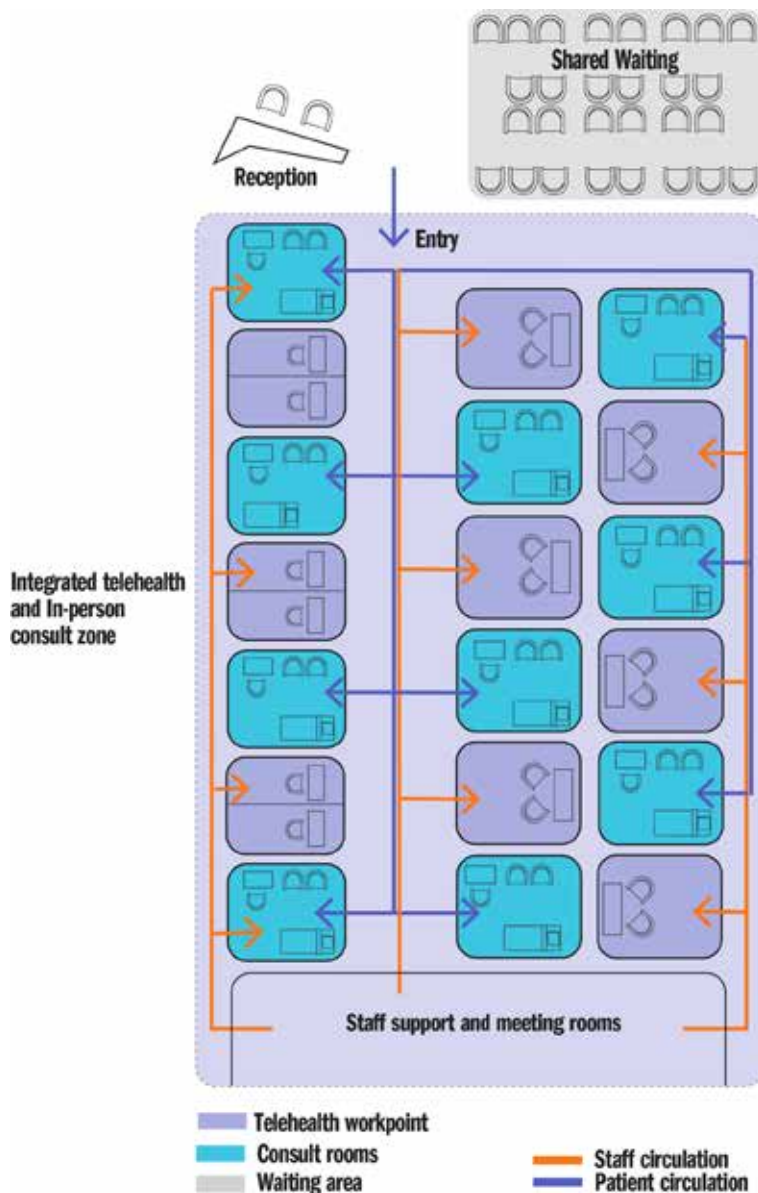 Shared Waiting
Reception
Entry
Integrated telehealth
and In-person
consult zone
Staff support and meeting rooms
Telehealth workpoint
Consult rooms
Waiting area
Staff circulation
Patient circulation